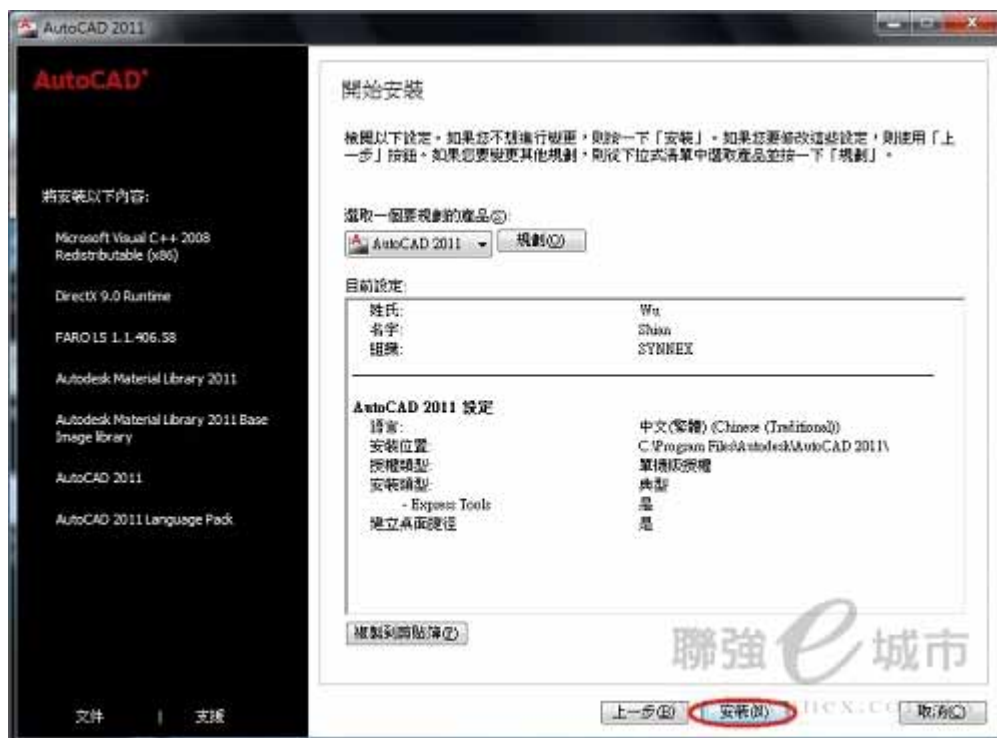 AutoCAD 2011
AutoCAD
將安裝以下內容:
Microsoft Visual C++ 2008
Redistributable (x86)
DirectX 9.0 Runtime
FARO LS 1.1.406.58
Autodesk Material Library 2011
Autodesk Material Library 2011 Base
Image library
AutoCAD 2011
AutoCAD 2011 Language Pack
文件 | 支援
開始安裝
檢閱以下設定。如果您不想進行變更,則按一下「安裝」。如果您要修改這些設定,則使用「上
一步」按鈕。如果您要變更其他規劃,則從下拉式清單中選取產品並按一下「規劃」。
選取一個要規劃的產品(S):
AutoCAD 2011 規劃(O)
目前設定:
姓氏: Wu
名字: Shian
組織: SYNNEX
AutoCAD 2011 設定
語言: 中文(繁體) (Chinese (Traditional))
安裝位置: C:\Program Files\Autodesk\AutoCAD 2011\
授權類型: 單機版授權
安裝類型: 典型
- Express Tools 是
建立桌面捷徑 是
複製到剪貼簿(P)
聯強e城市
上一步(B) 安裝(N) 取消(C)